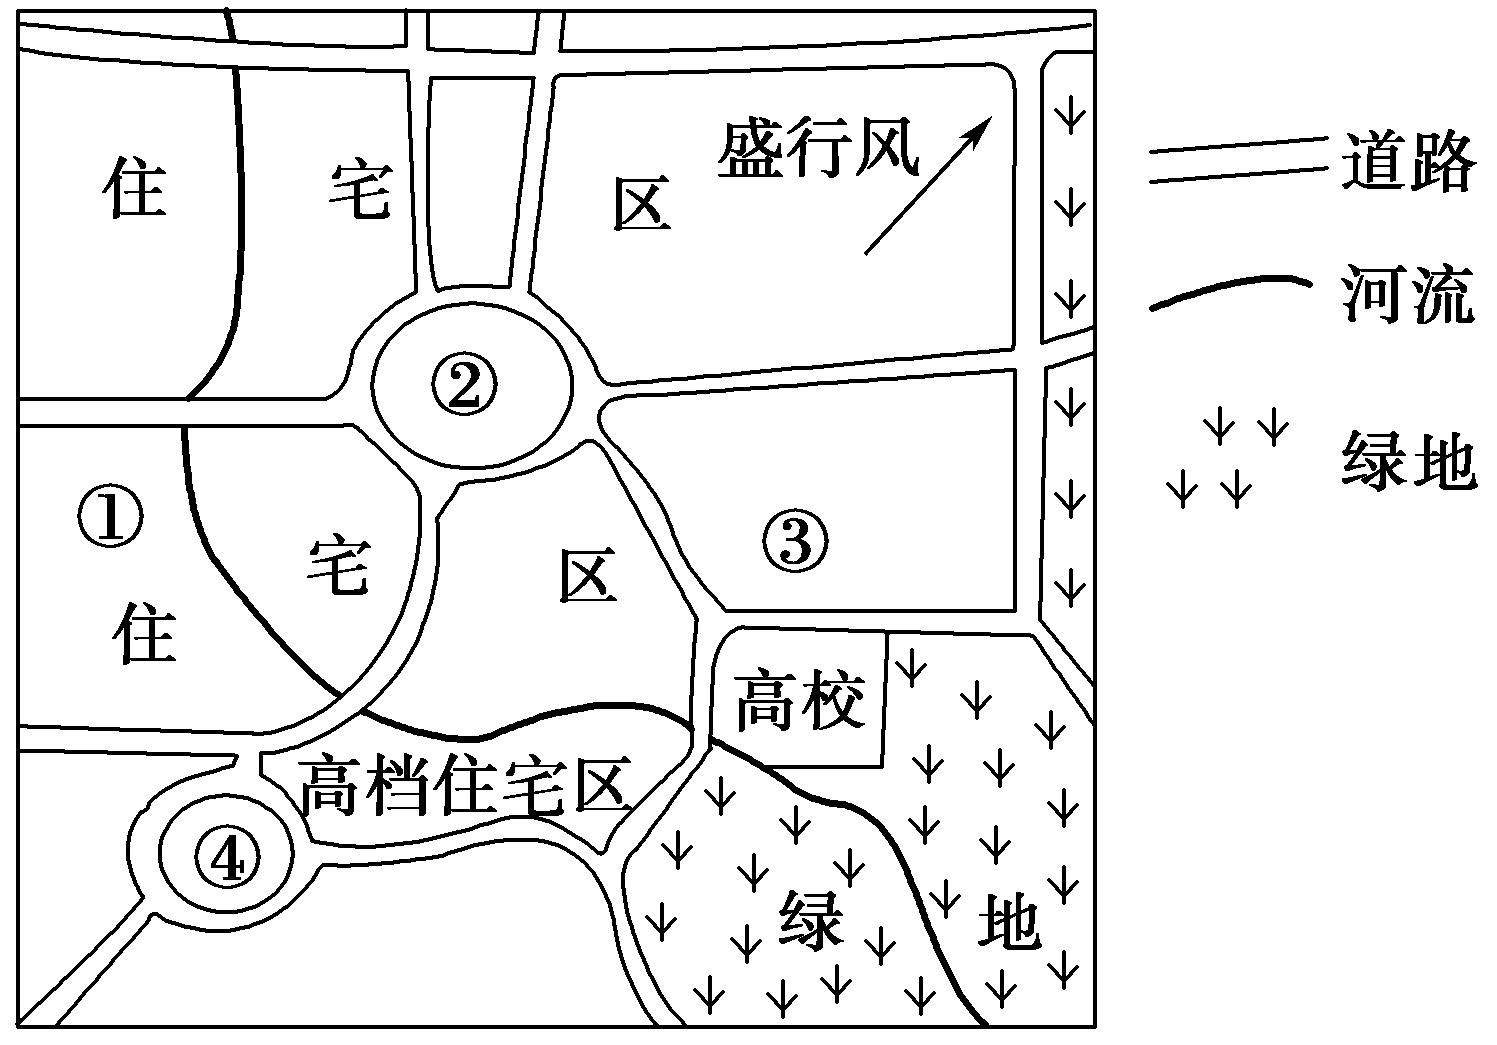 盛行风
住 宅 区
道路
河流
②
绿地
①
③
宅 区
住
高校
高档住宅区
④
绿 地